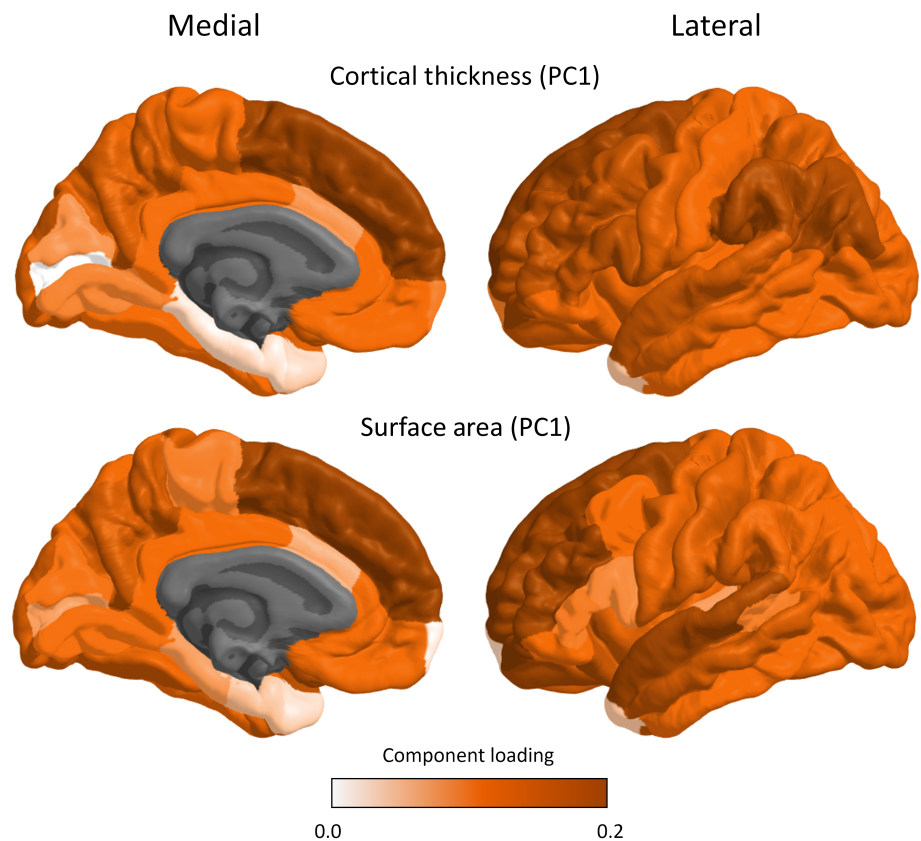 Medial
Lateral
Cortical thickness (PC1)
Surface area (PC1)
Component loading
0.0
0.2